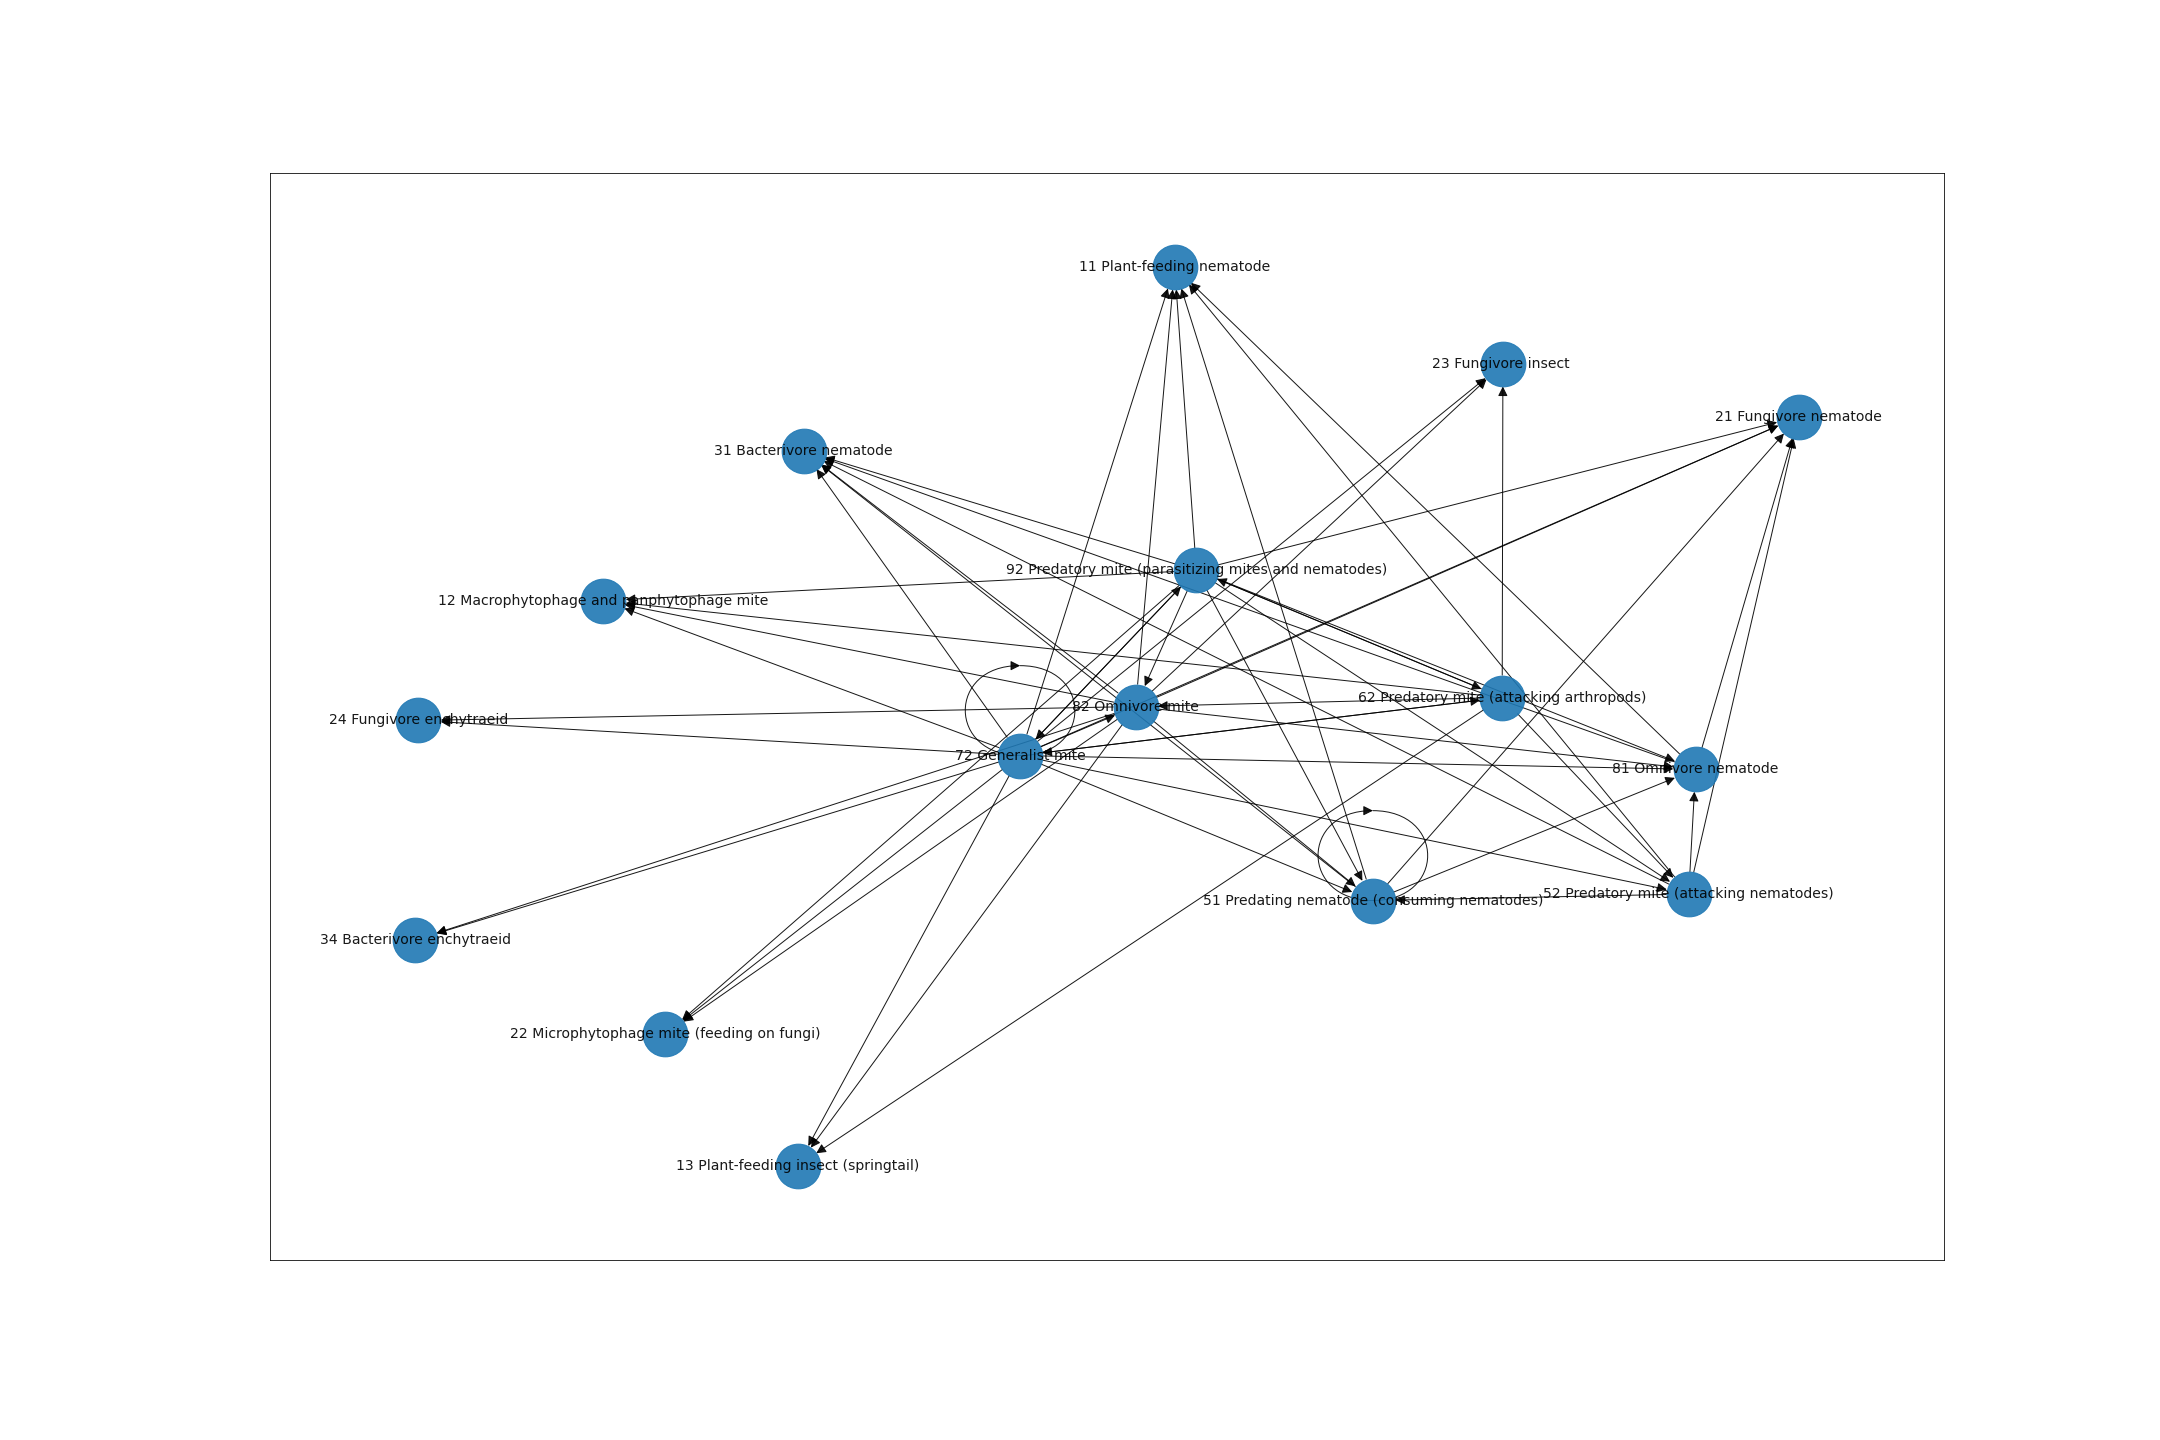 11 Plant-feeding nematode
23 Fungivore insect
21 Fungivore nematode
31 Bacterivore nematode
92 Predatory mite (parasitizing mites and nematodes)
12 Macrophytophage and panphytophage mite
62 Predatory mite (attacking arthropods)
82 Omnivore mite
24 Fungivore enchytraeid
72 Generalist mite
81 Omnivore nematode
52 Predatory mite (attacking nematodes)
51 Predating nematode (consuming nematodes)
34 Bacterivore enchytraeid
22 Microphytophage mite (feeding on fungi)
13 Plant-feeding insect (springtail)